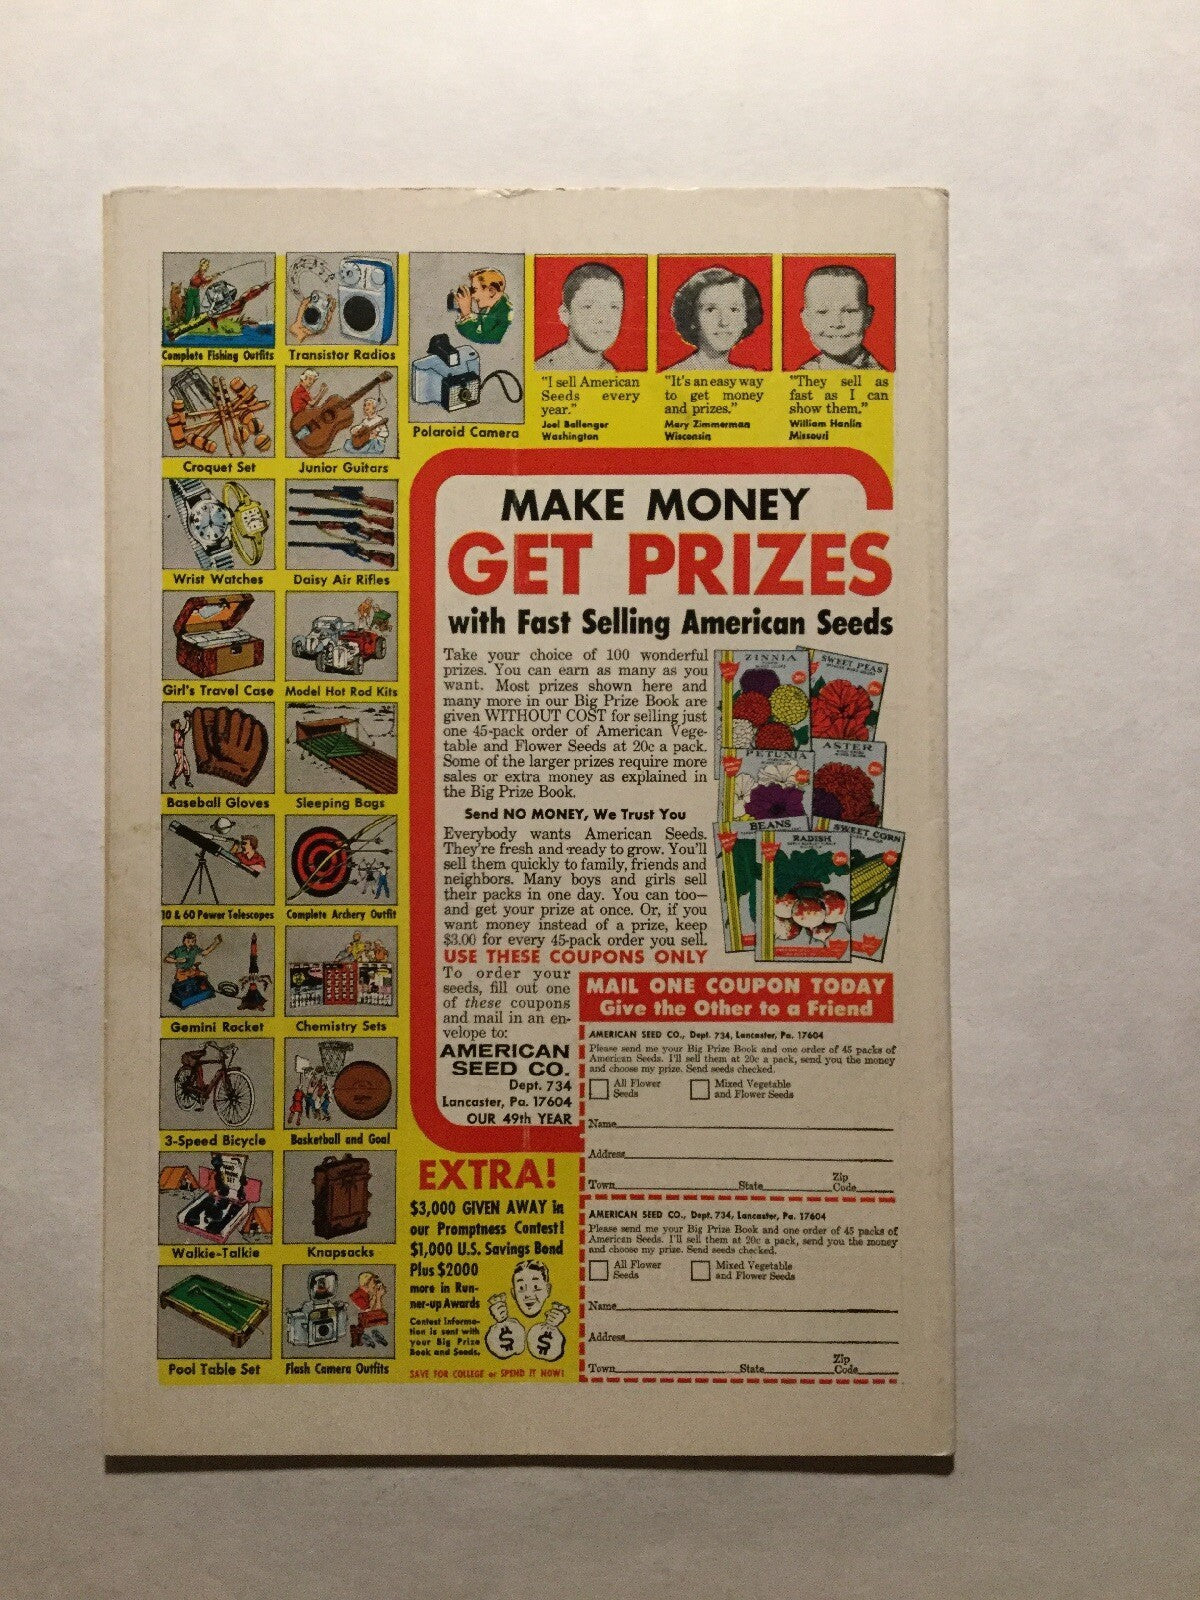 Complete Fishing Outfits
Transistor Radios
Croquet Set
Junior Guitars
Wrist Watches
Daisy Air Rifles
Girl's Travel Case
Model Hot Rod Kits
Baseball Gloves
Sleeping Bags
10 & 60 Power Telescopes
Complete Archery Outfit
Gemini Rocket
Chemistry Sets
3-Speed Bicycle
Basketball and Goal
Walkie-Talkie
Knapsacks
Pool Table Set
Flash Camera Outfits
Polaroid Camera
"I sell American
Seeds every
year."
Joel Ballenger
Washington
"It's an easy way
to get money
and prizes."
Mary Zimmerman
Wisconsin
"They sell as
fast as I can
show them."
William Hanlin
Missouri
MAKE MONEY
GET PRIZES
with Fast Selling American Seeds
Take your choice of 100 wonderful
prizes. You can earn as many as you
want. Most prizes shown here and
many more in our Big Prize Book are
given WITHOUT COST for selling just
one 45-pack order of American Vege-
table and Flower Seeds at 20c a pack.
Some of the larger prizes require more
sales or extra money as explained in
the Big Prize Book.
Send NO MONEY, We Trust You
Everybody wants American Seeds.
They're fresh and ready to grow. You'll
sell them quickly to family, friends and
neighbors. Many boys and girls sell
their packs in one day. You can too—
and get your prize at once. Or, if you
want money instead of a prize, keep
$3.00 for every 45-pack order you sell.
USE THESE COUPONS ONLY
To order your
seeds, fill out one
of these coupons
and mail in an en-
velope to:
AMERICAN
SEED CO.
Dept. 734
Lancaster, Pa. 17604
OUR 49th YEAR
ZINNIA
SWEET PEAS
PETUNIA
ASTER
BEANS
RADISH
SWEET CORN
MAIL ONE COUPON TODAY
Give the Other to a Friend
AMERICAN SEED CO., Dept. 734, Lancaster, Pa. 17604
Please send me your Big Prize Book and one order of 45 packs of
American Seeds. I'll sell them at 20c a pack, send you the money
and choose my prize. Send seeds checked.
All Flower
Seeds
Mixed Vegetable
and Flower Seeds
Name
Address
Town State Zip Code
AMERICAN SEED CO., Dept. 734, Lancaster, Pa. 17604
Please send me your Big Prize Book and one order of 45 packs of
American Seeds. I'll sell them at 20c a pack, send you the money
and choose my prize. Send seeds checked.
All Flower
Seeds
Mixed Vegetable
and Flower Seeds
Name
Address
Town State Zip Code
EXTRA!
$3,000 GIVEN AWAY in
our Promptness Contest!
$1,000 U.S. Savings Bond
Plus $2000
more in Run-
ner-up Awards
Contest Informa-
tion is sent with
your Big Prize
Book and Seeds.
$ $
SAVE FOR COLLEGE or SPEND IT NOW!